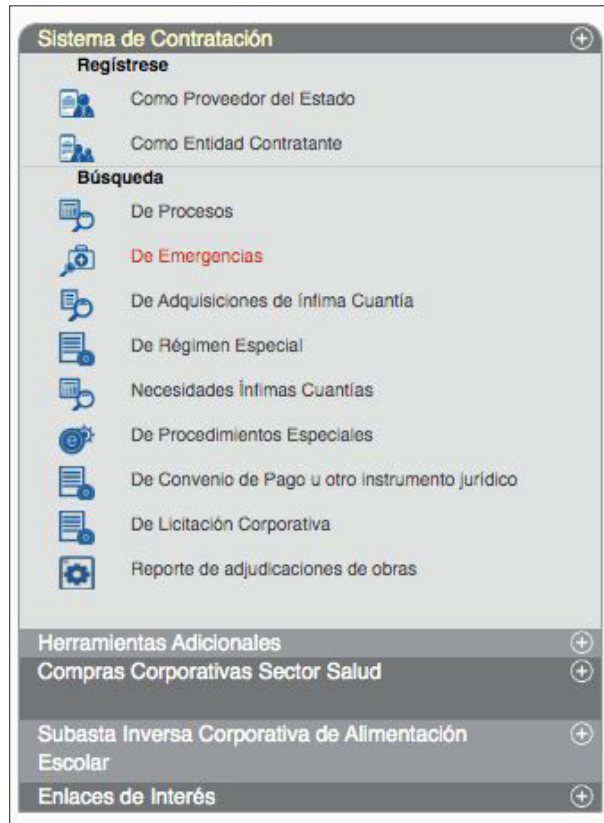 Sistema de Contratación
Regístrese
Como Proveedor del Estado
Como Entidad Contratante
Búsqueda
De Procesos
De Emergencias
De Adquisiciones de Ínfima Cuantía
De Régimen Especial
Necesidades Ínfimas Cuantías
De Procedimientos Especiales
De Convenio de Pago u otro instrumento jurídico
De Licitación Corporativa
Reporte de adjudicaciones de obras
Herramientas Adicionales
Compras Corporativas Sector Salud
Subasta Inversa Corporativa de Alimentación
Escolar
Enlaces de Interés